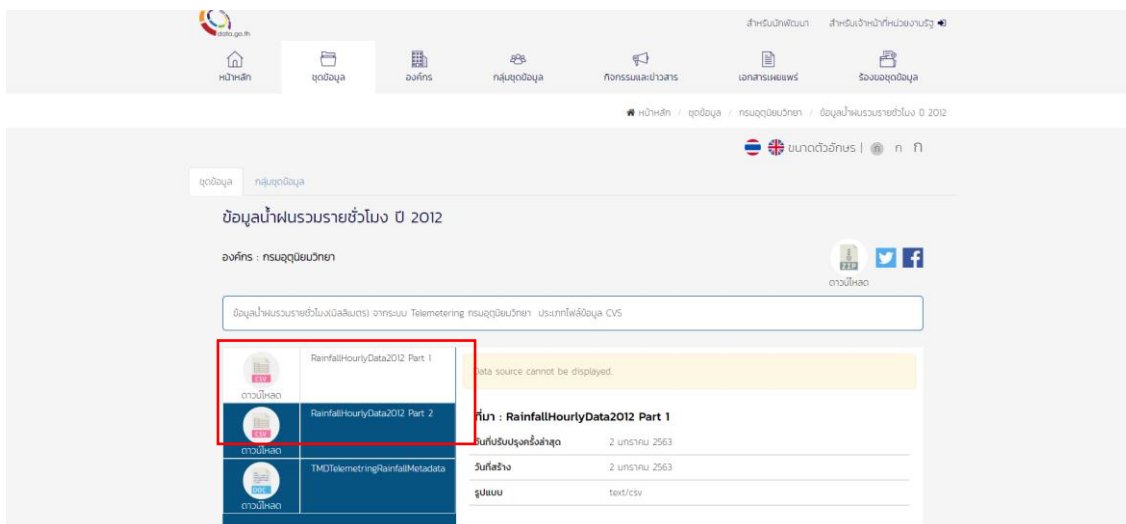 data.go.th
สำหรับนักพัฒนา สำหรับเจ้าหน้าที่หน่วยงานรัฐ
หน้าหลัก ชุดข้อมูล องค์กร กลุ่มชุดข้อมูล กิจกรรมและข่าวสาร เอกสารเผยแพร่ ร้องขอชุดข้อมูล
หน้าหลัก / ชุดข้อมูล / กรมอุตุนิยมวิทยา / ข้อมูลน้ำฝนรวมรายชั่วโมง ปี 2012
ขนาดตัวอักษร | ก ก ก
ชุดข้อมูล กลุ่มชุดข้อมูล
ข้อมูลน้ำฝนรวมรายชั่วโมง ปี 2012
องค์กร : กรมอุตุนิยมวิทยา
ZIP
ดาวน์โหลด
ข้อมูลน้ำฝนรวมรายชั่วโมง(มิลลิเมตร) จากระบบ Telemetering กรมอุตุนิยมวิทยา ประเภทไฟล์ข้อมูล CVS
RainfallHourlyData2012 Part 1
CSV
ดาวน์โหลด
RainfallHourlyData2012 Part 2
CSV
ดาวน์โหลด
TMDTelemetringRainfallMetadata
DOC
ดาวน์โหลด
Data source cannot be displayed.
ที่มา : RainfallHourlyData2012 Part 1
วันที่ปรับปรุงครั้งล่าสุด 2 มกราคม 2563
วันที่สร้าง 2 มกราคม 2563
รูปแบบ text/csv